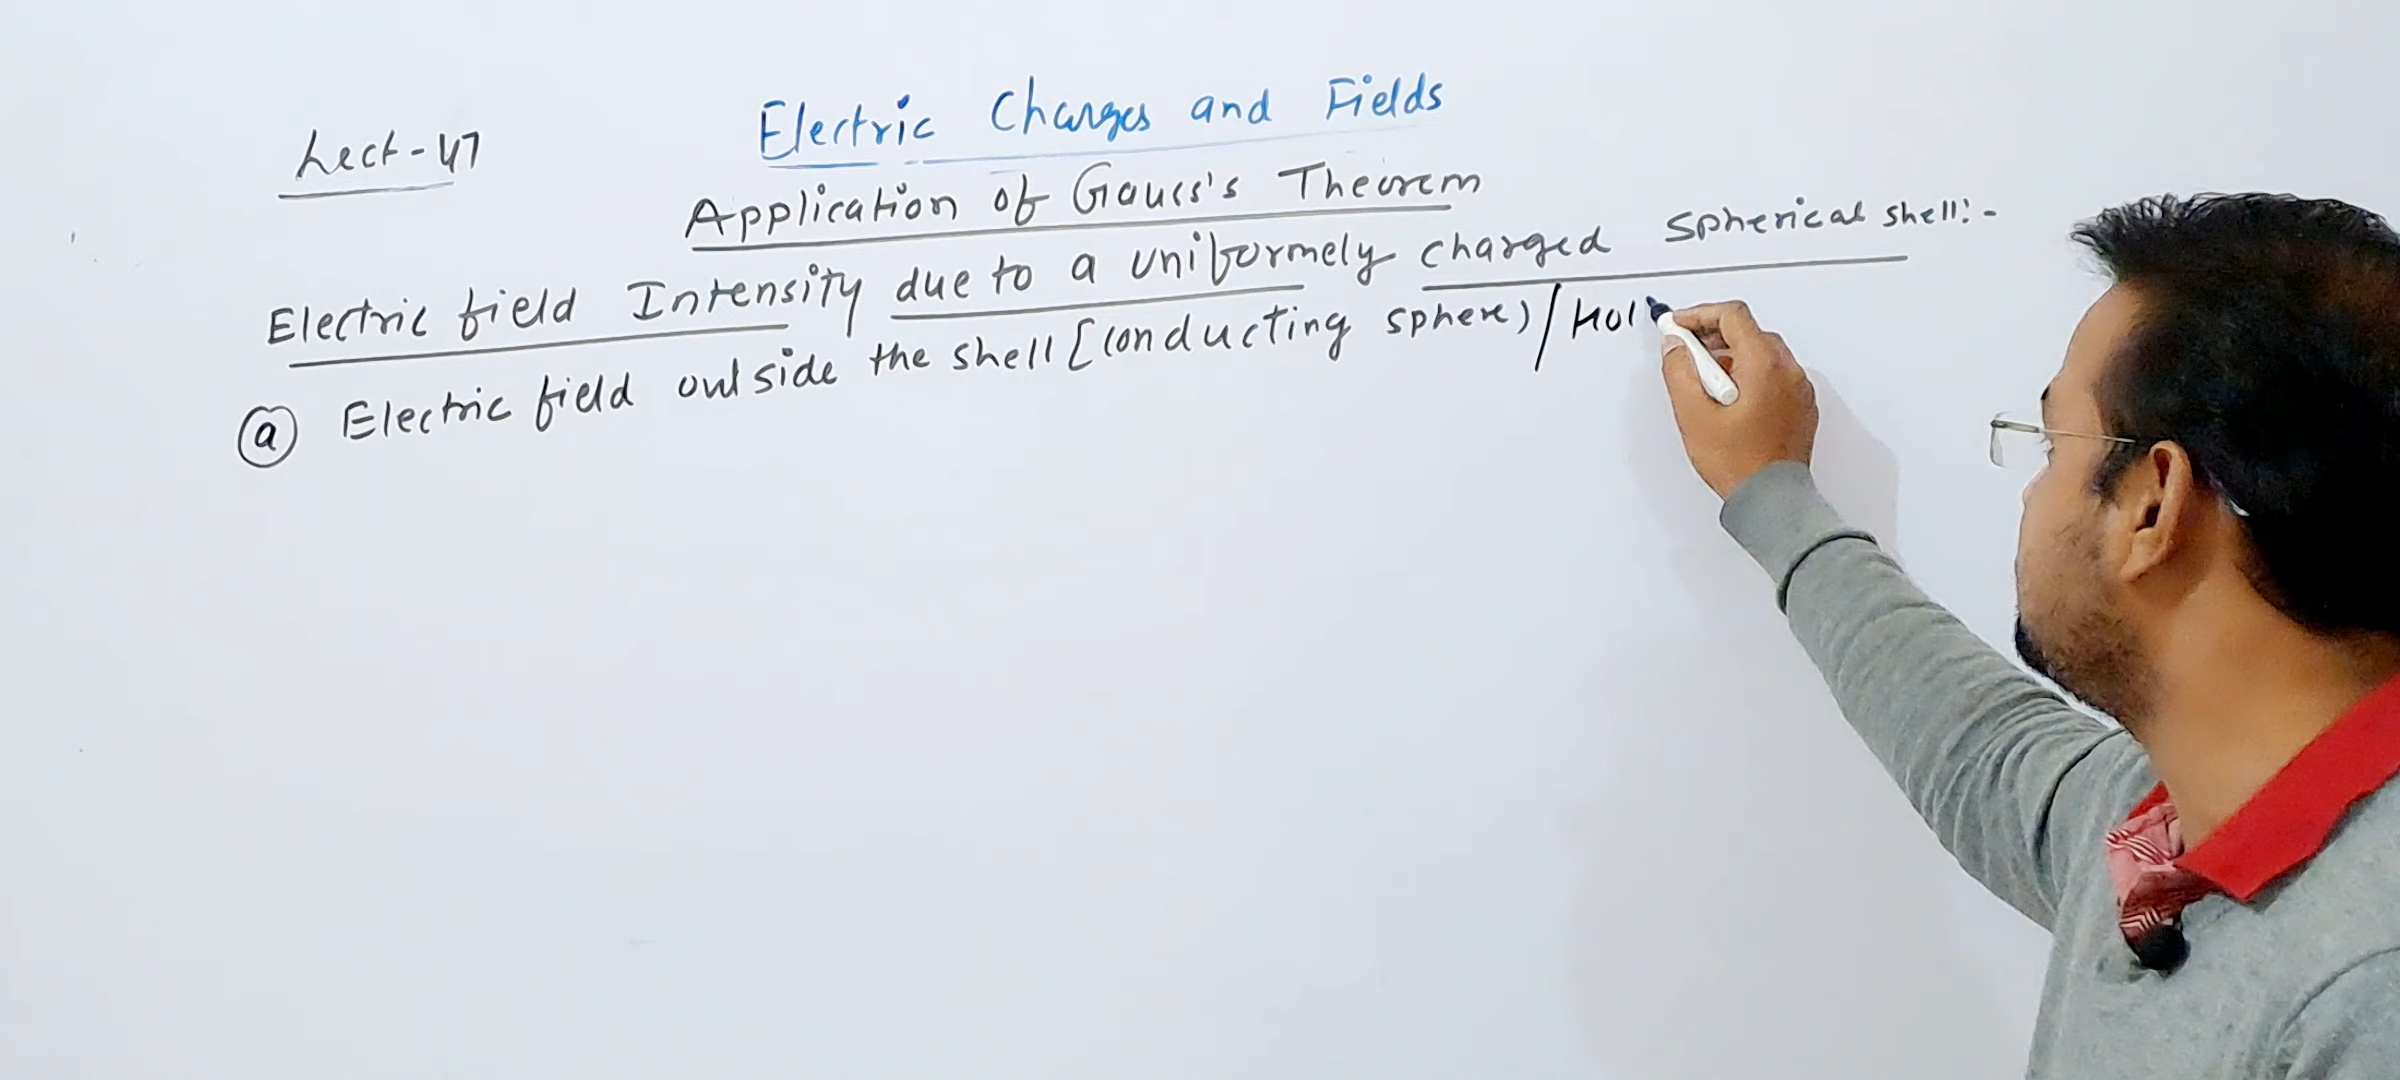 Lect-47
Electric Charges and Fields
Application of Gauss's Theorem
Electric field Intensity due to a uniformely charged spherical shell:-
(a) Electric field outside the shell [conducting sphere) / Hol